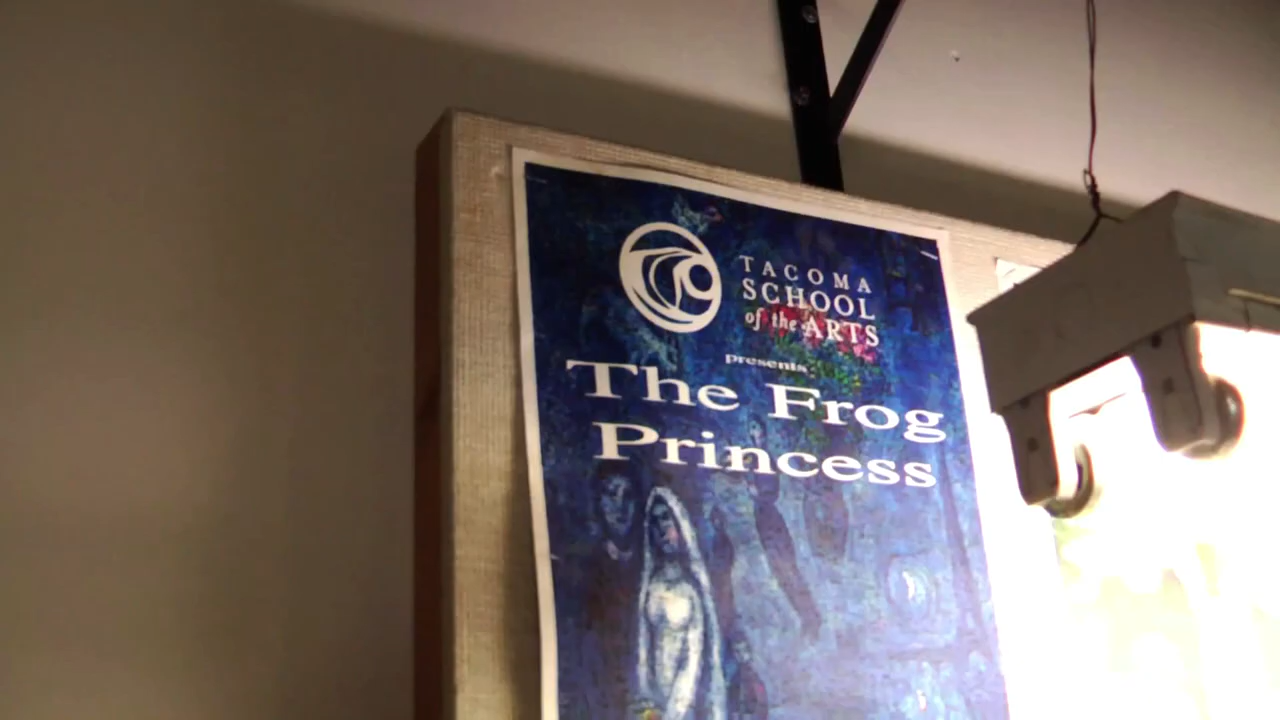 TACOMA
SCHOOL
of the ARTS
presents
The Frog
Princess